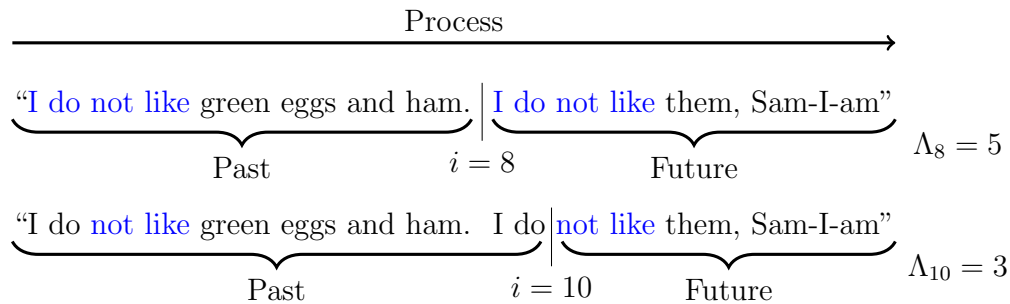 Process
“I do not like green eggs and ham. I do not like them, Sam-I-am”
Past i = 8 Future Λ₈ = 5
“I do not like green eggs and ham. I do not like them, Sam-I-am”
Past i = 10 Future Λ₁₀ = 3